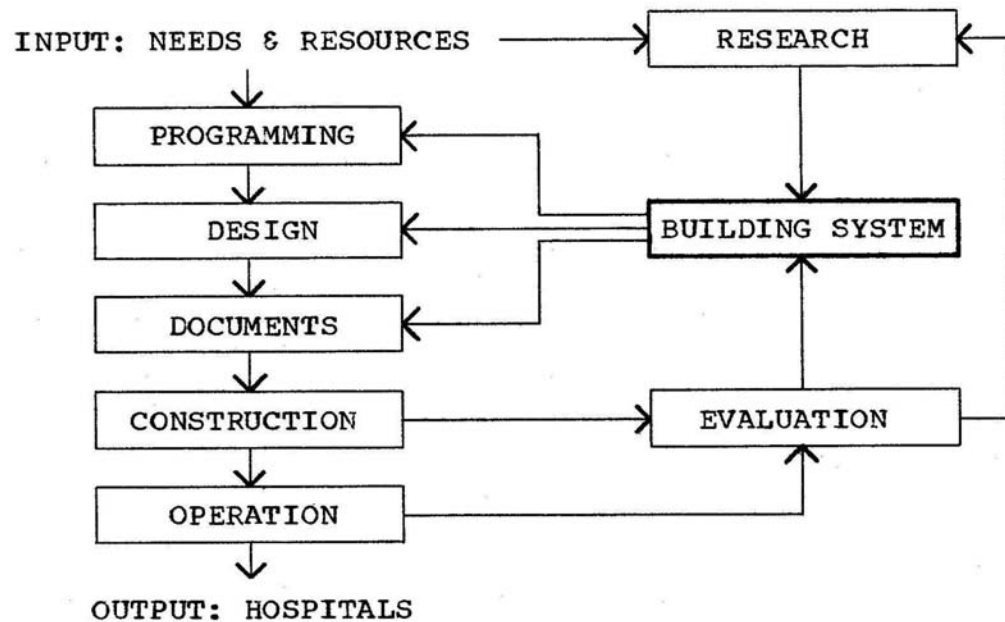 INPUT: NEEDS & RESOURCES
RESEARCH
PROGRAMMING
DESIGN
BUILDING SYSTEM
DOCUMENTS
CONSTRUCTION
EVALUATION
OPERATION
OUTPUT: HOSPITALS